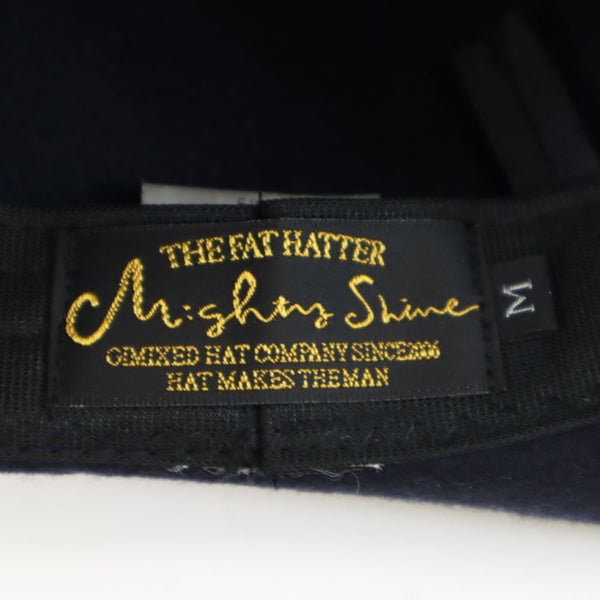 THE FAT HATTER
Mighty Shine
GIMIXED HAT COMPANY SINCE2006
HAT MAKES THE MAN
M